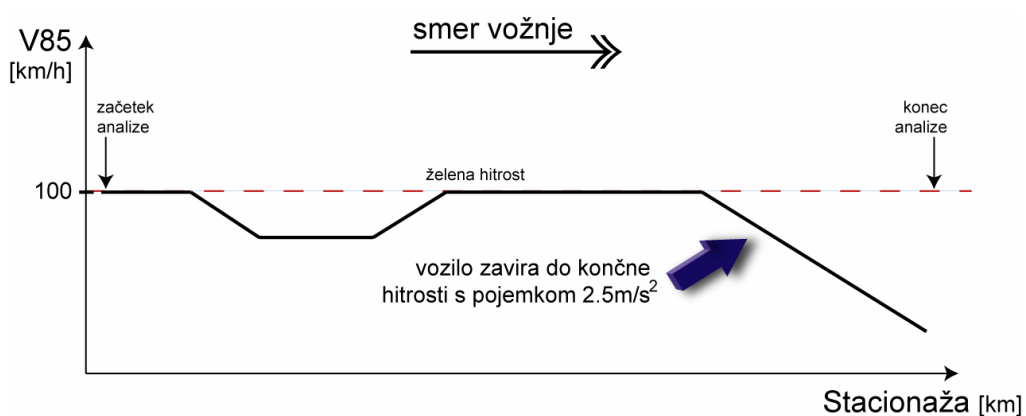 smer vožnje
V85
[km/h]
začetek
analize
konec
analize
100
želena hitrost
vozilo zavira do končne
hitrosti s pojemkom 2.5m/s²
Stacionaža [km]